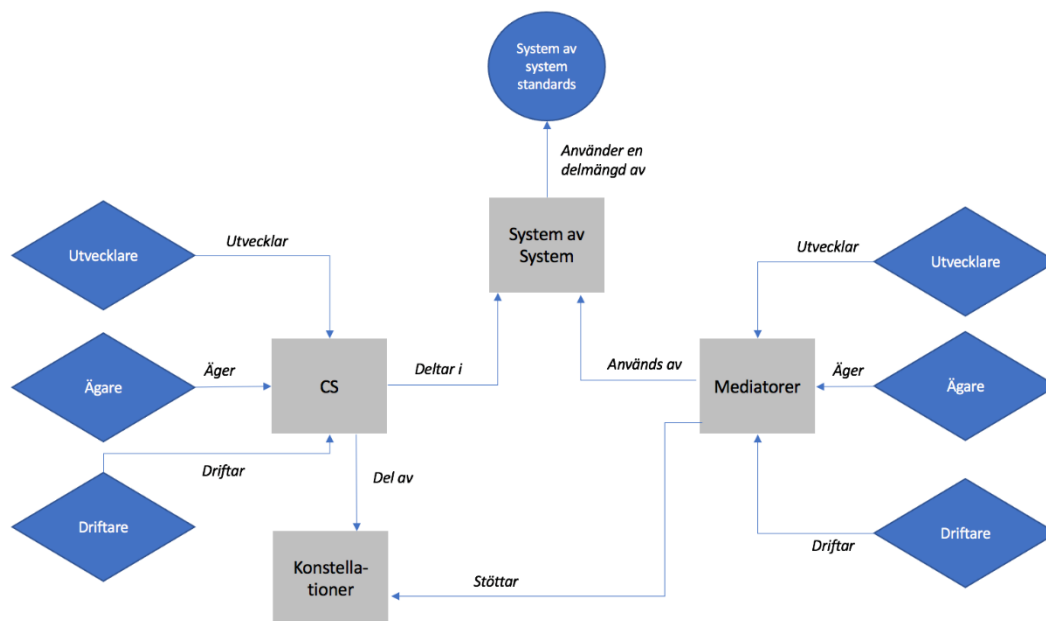 System av
system
standards
Använder en
delmängd av
System av
System
Utvecklare
Utvecklar
Utvecklar
Utvecklare
Ägare
Äger
CS
Deltar i
Används av
Mediatorer
Äger
Ägare
Driftar
Del av
Driftare
Driftar
Driftare
Konstella-
tioner
Stöttar